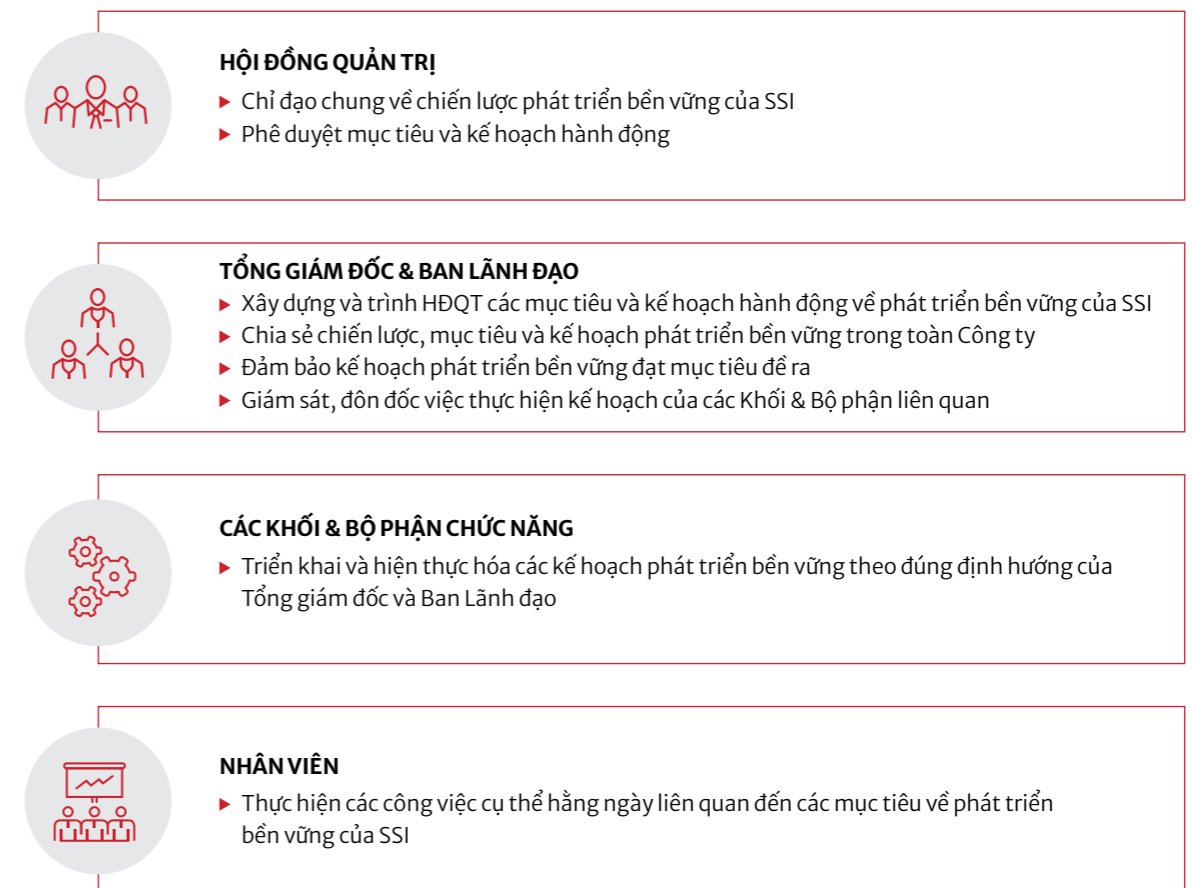 HỘI ĐỒNG QUẢN TRỊ
Chỉ đạo chung về chiến lược phát triển bền vững của SSI
Phê duyệt mục tiêu và kế hoạch hành động
TỔNG GIÁM ĐỐC & BAN LÃNH ĐẠO
Xây dựng và trình HĐQT các mục tiêu và kế hoạch hành động về phát triển bền vững của SSI
Chia sẻ chiến lược, mục tiêu và kế hoạch phát triển bền vững trong toàn Công ty
Đảm bảo kế hoạch phát triển bền vững đạt mục tiêu đề ra
Giám sát, đôn đốc việc thực hiện kế hoạch của các Khối & Bộ phận liên quan
CÁC KHỐI & BỘ PHẬN CHỨC NĂNG
Triển khai và hiện thực hóa các kế hoạch phát triển bền vững theo đúng định hướng của
Tổng giám đốc và Ban Lãnh đạo
NHÂN VIÊN
Thực hiện các công việc cụ thể hằng ngày liên quan đến các mục tiêu về phát triển
bền vững của SSI